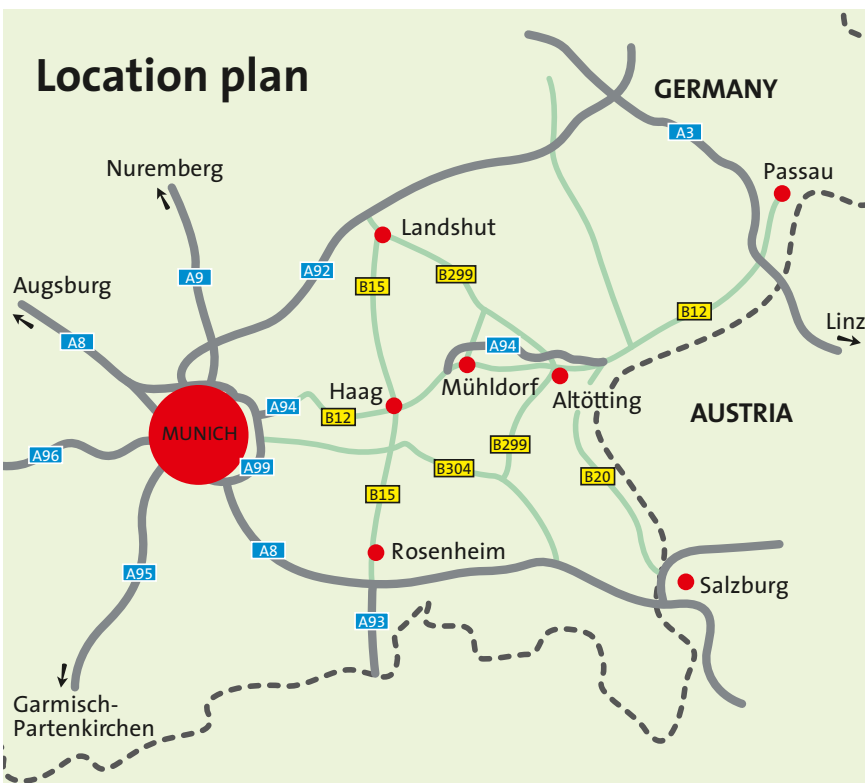 Location plan
GERMANY
A3
Nuremberg
Passau
Landshut
A92
B299
A9
B15
Augsburg
B12
Linz
A8
A94
Haag
Mühldorf
Altötting
A94
B12
AUSTRIA
MUNICH
B299
A96
A99
B304
B20
B15
A8
Rosenheim
A95
Salzburg
A93
Garmisch-
Partenkirchen